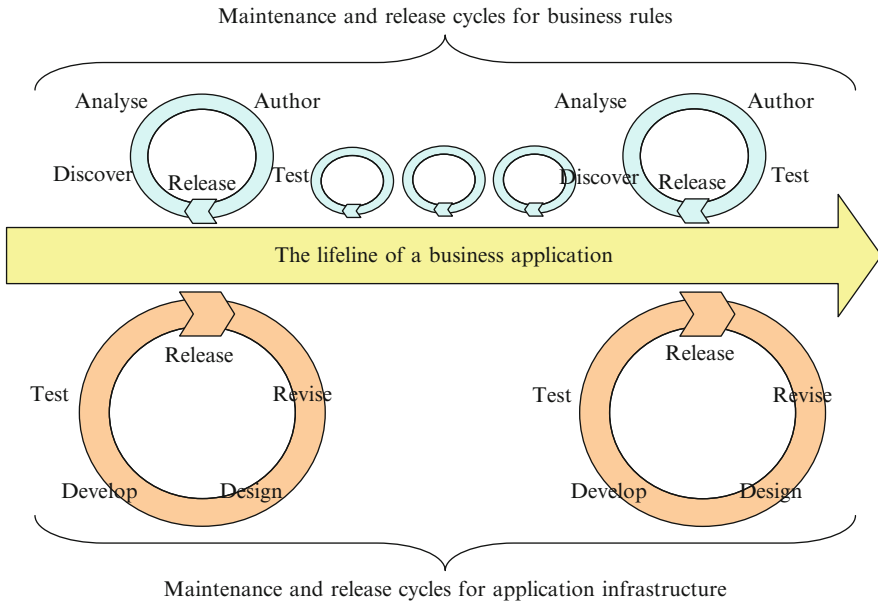 Maintenance and release cycles for business rules
Analyse Author Analyse Author
Discover Release Test Discover Release Test
The lifeline of a business application
Release Release
Test Revise Test Revise
Develop Design Develop Design
Maintenance and release cycles for application infrastructure